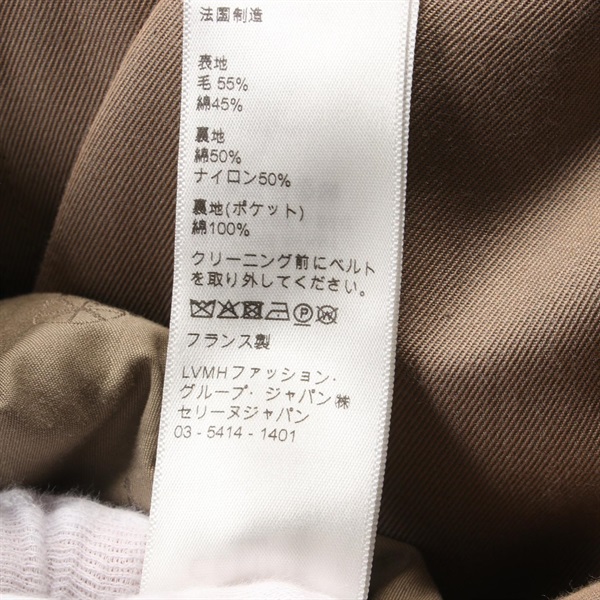 法国制造
表地
毛 55%
綿45%
裏地
綿50%
ナイロン50%
裏地(ポケット)
綿100%
クリーニング前にベルト
を取り外してください。
フランス製
LVMHファッション・
グループ・ジャパン㈱
セリーヌジャパン
03 - 5414 - 1401